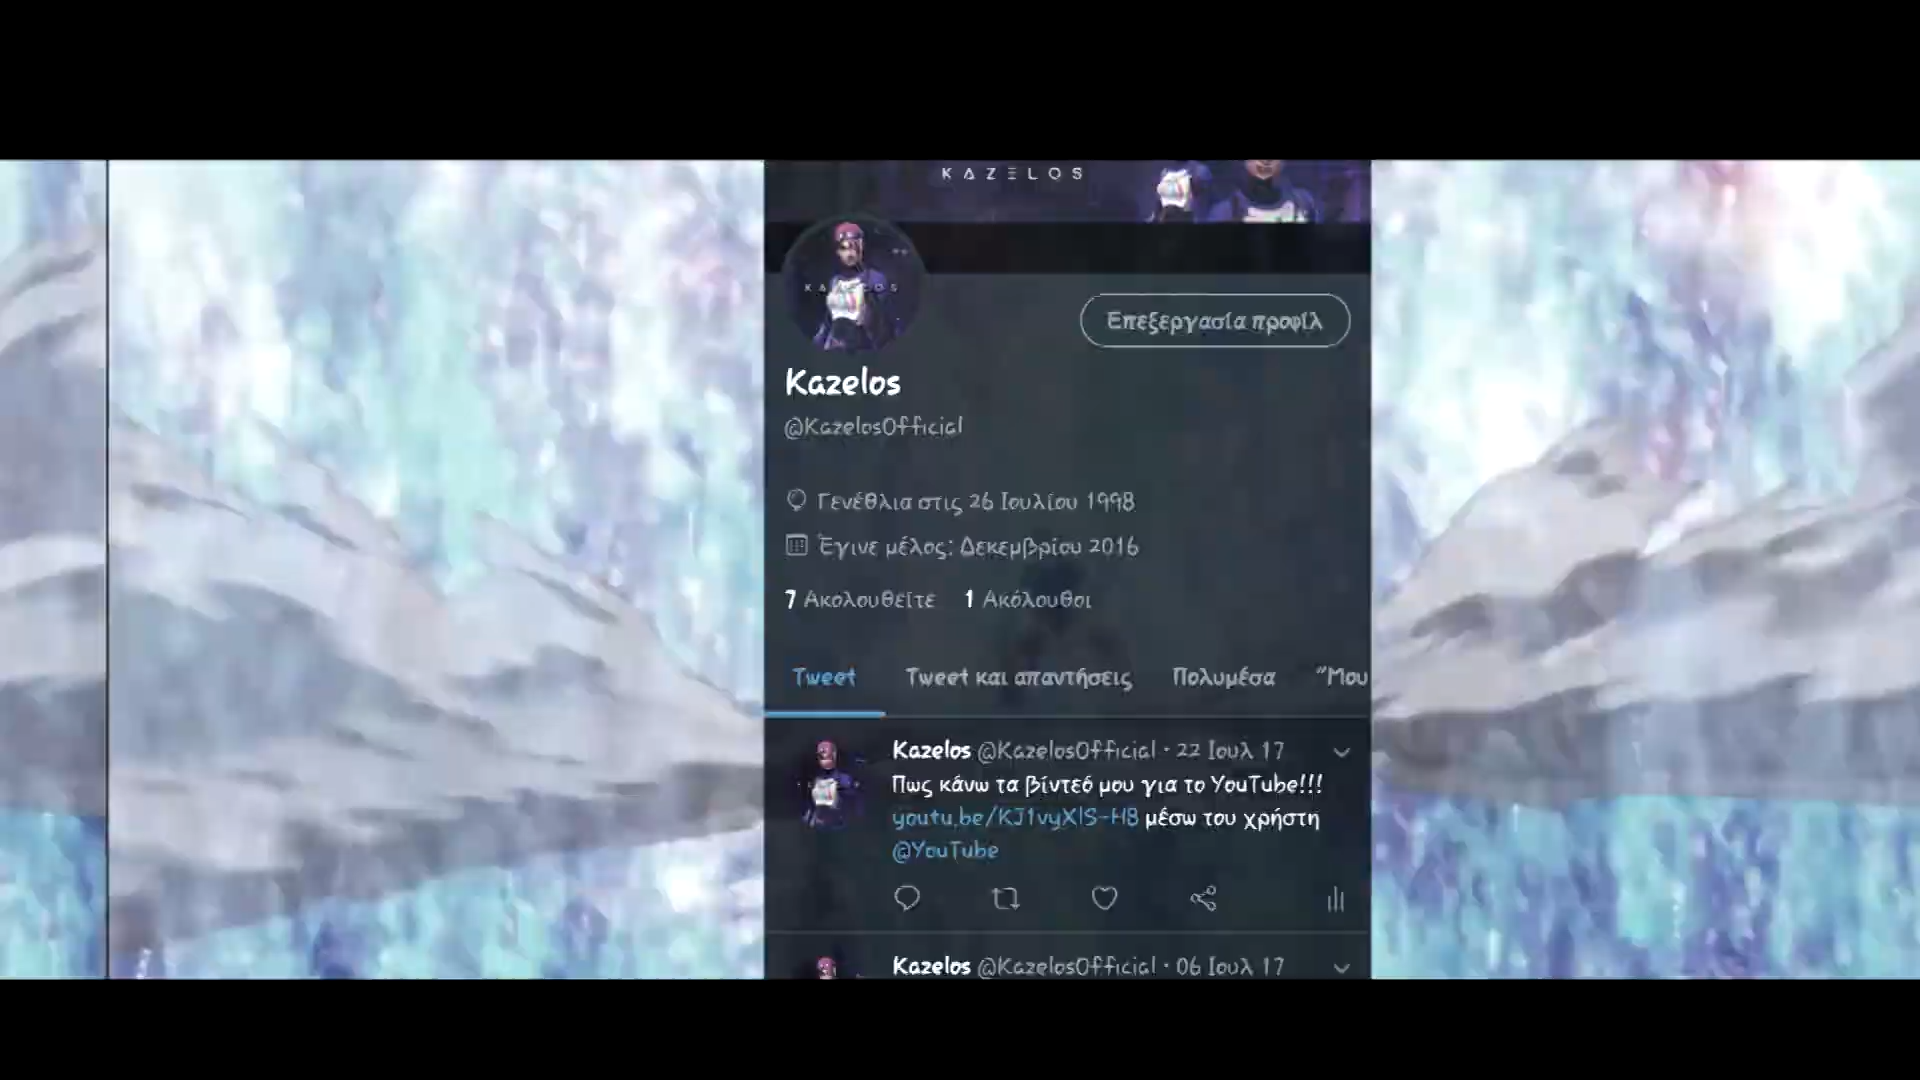 KAZELOS
KAZELOS
Επεξεργασία προφίλ
Kazelos
@KazelosOfficial
Γενέθλια στις 26 Ιουλίου 1998
Έγινε μέλος: Δεκεμβρίου 2016
7 Ακολουθείτε 1 Ακόλουθοι
Tweet Tweet και απαντήσεις Πολυμέσα "Μου
Kazelos @KazelosOfficial · 22 Ιουλ 17
Πως κάνω τα βίντεό μου για το YouTube!!!
youtu.be/KJ1vyXlS-H8 μέσω του χρήστη
@YouTube
Kazelos @KazelosOfficial · 06 Ιουλ 17